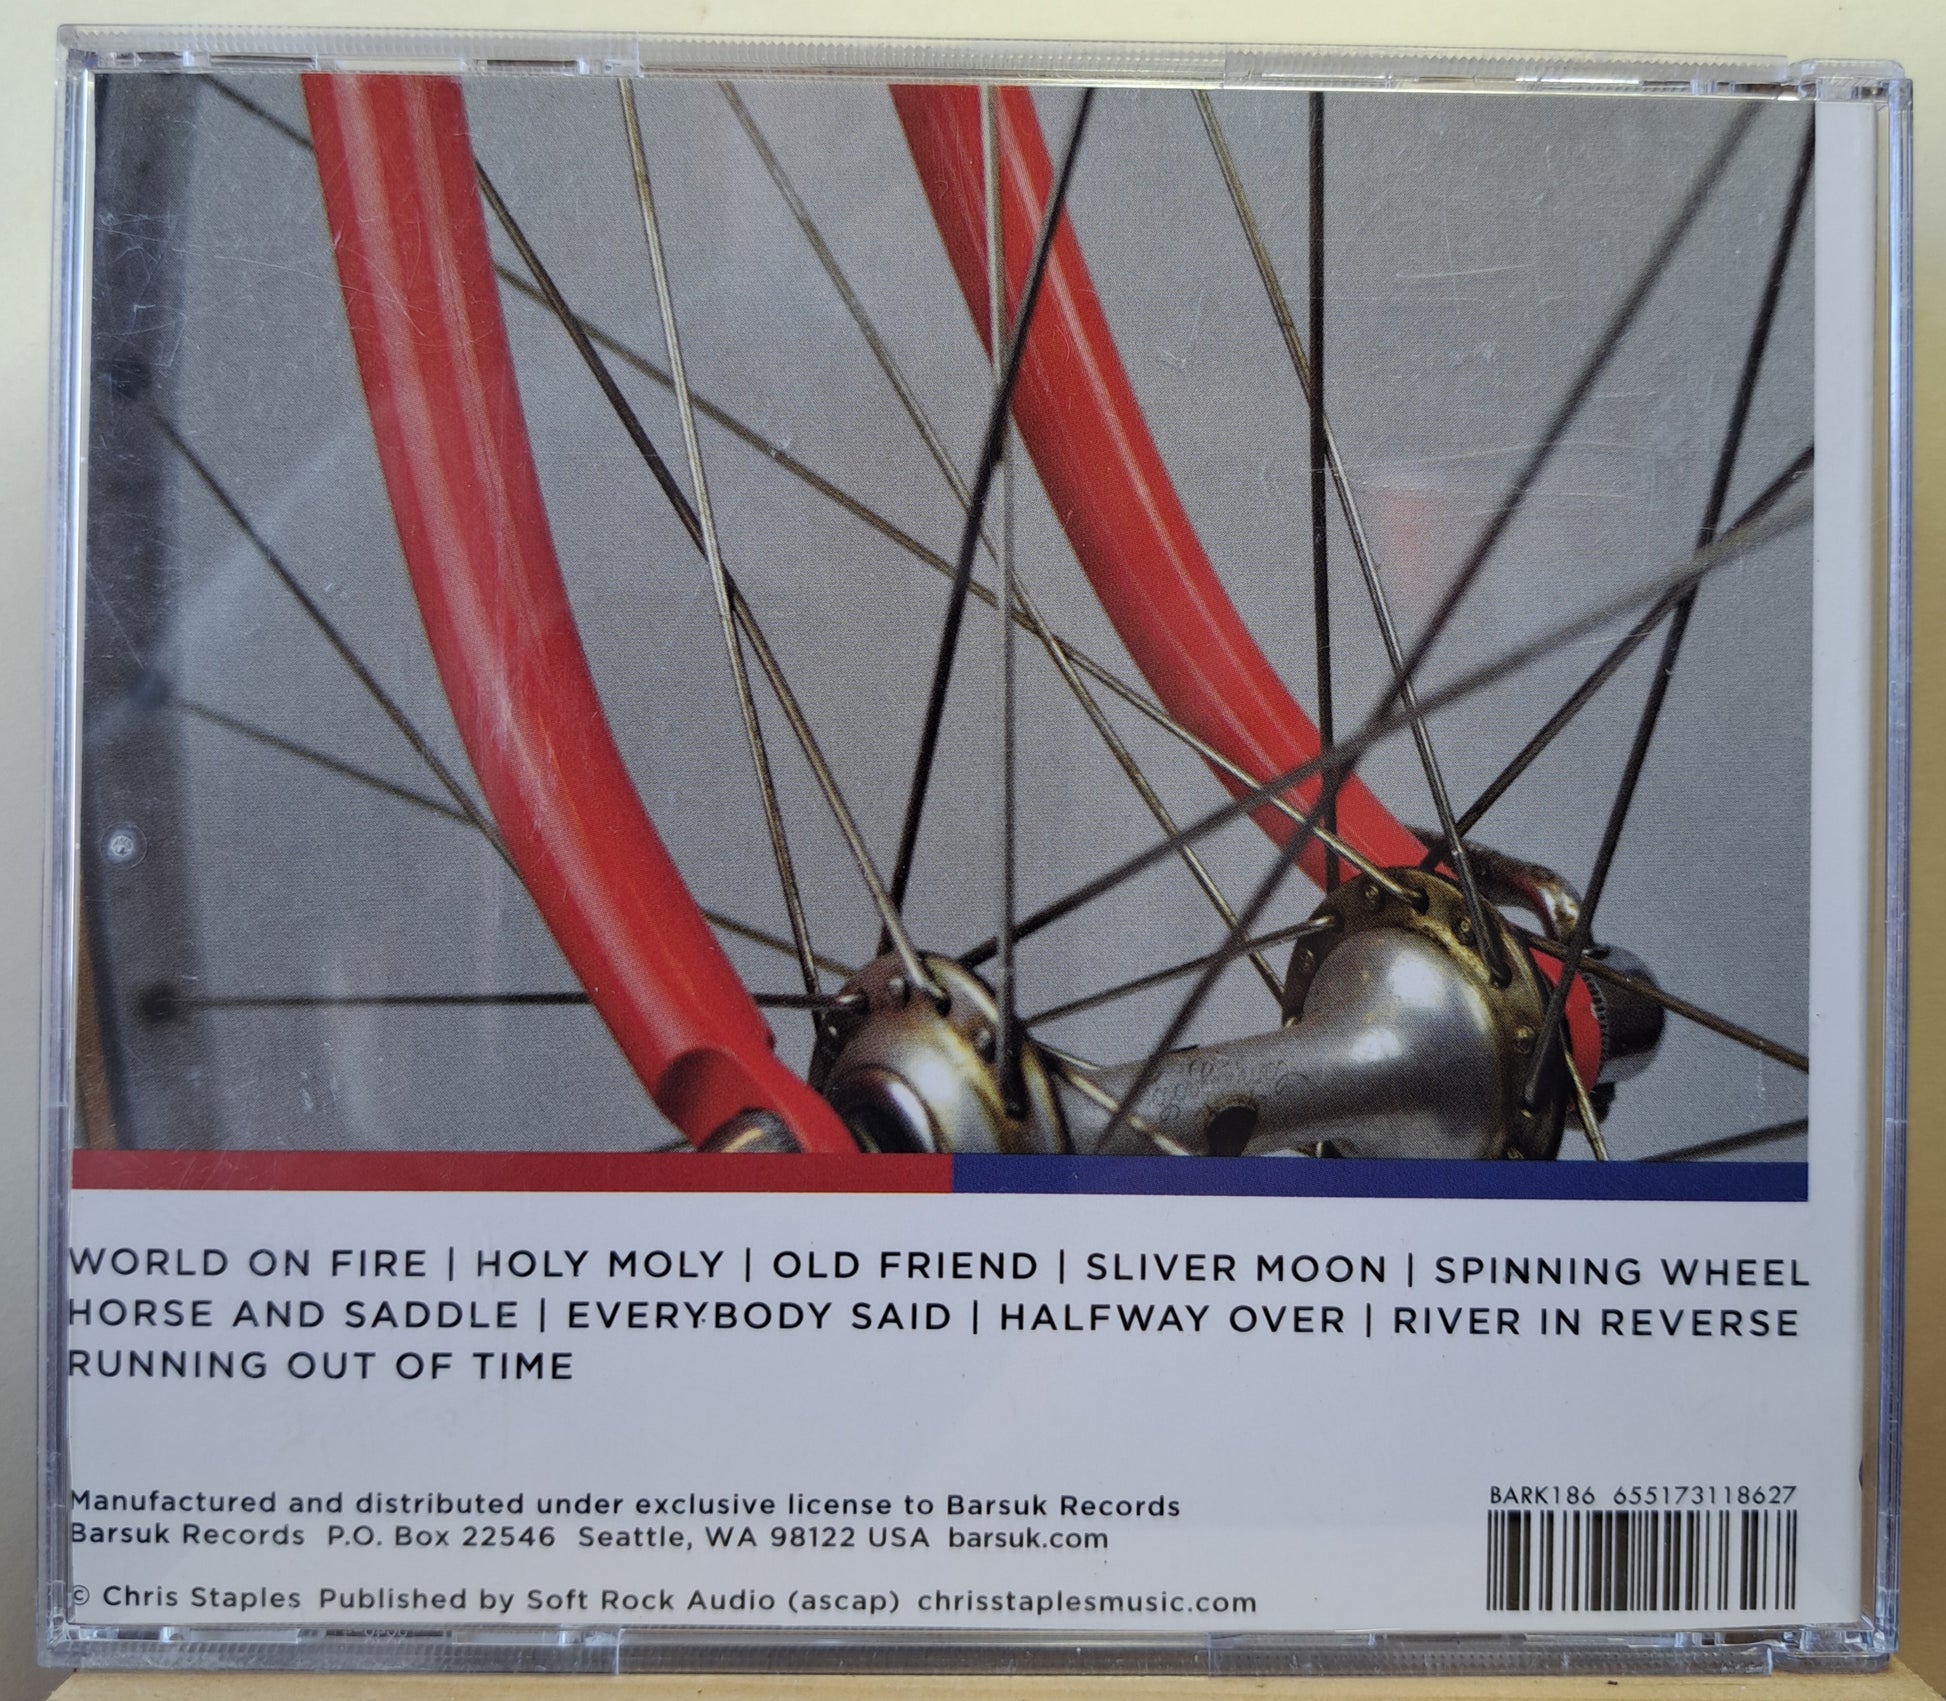 WORLD ON FIRE | HOLY MOLY | OLD FRIEND | SLIVER MOON | SPINNING WHEEL
HORSE AND SADDLE | EVERYBODY SAID | HALFWAY OVER | RIVER IN REVERSE
RUNNING OUT OF TIME
Manufactured and distributed under exclusive license to Barsuk Records
Barsuk Records P.O. Box 22546 Seattle, WA 98122 USA barsuk.com
© Chris Staples Published by Soft Rock Audio (ascap) chrisstaplesmusic.com
BARK186 655173118627